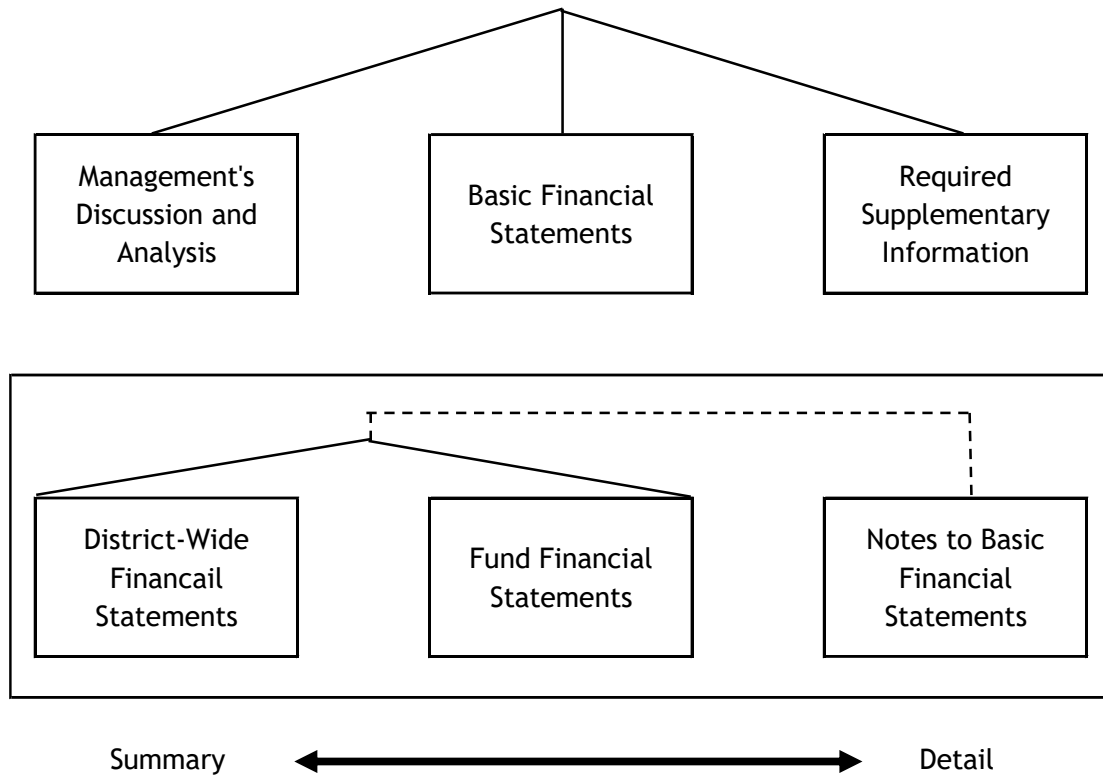 Management's
Discussion and
Analysis
Basic Financial
Statements
Required
Supplementary
Information
District-Wide
Financail
Statements
Fund Financial
Statements
Notes to Basic
Financial
Statements
Summary
Detail